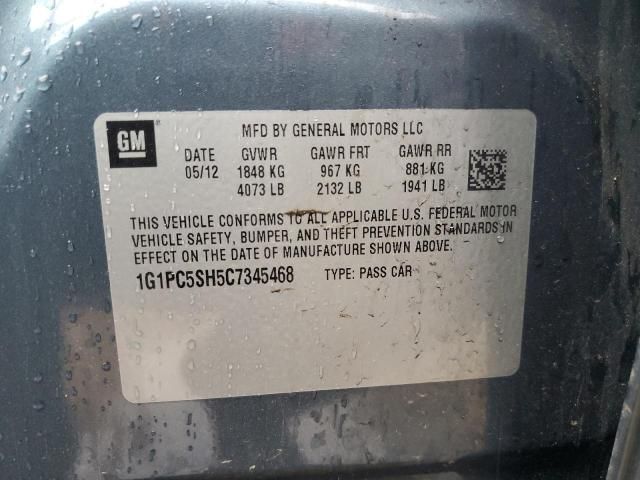 GM
MFD BY GENERAL MOTORS LLC
DATE GVWR GAWR FRT GAWR RR
05/12 1848 KG 967 KG 881 KG
4073 LB 2132 LB 1941 LB
THIS VEHICLE CONFORMS TO ALL APPLICABLE U.S. FEDERAL MOTOR
VEHICLE SAFETY, BUMPER, AND THEFT PREVENTION STANDARDS IN
EFFECT ON THE DATE OF MANUFACTURE SHOWN ABOVE.
1G1PC5SH5C7345468 TYPE: PASS CAR